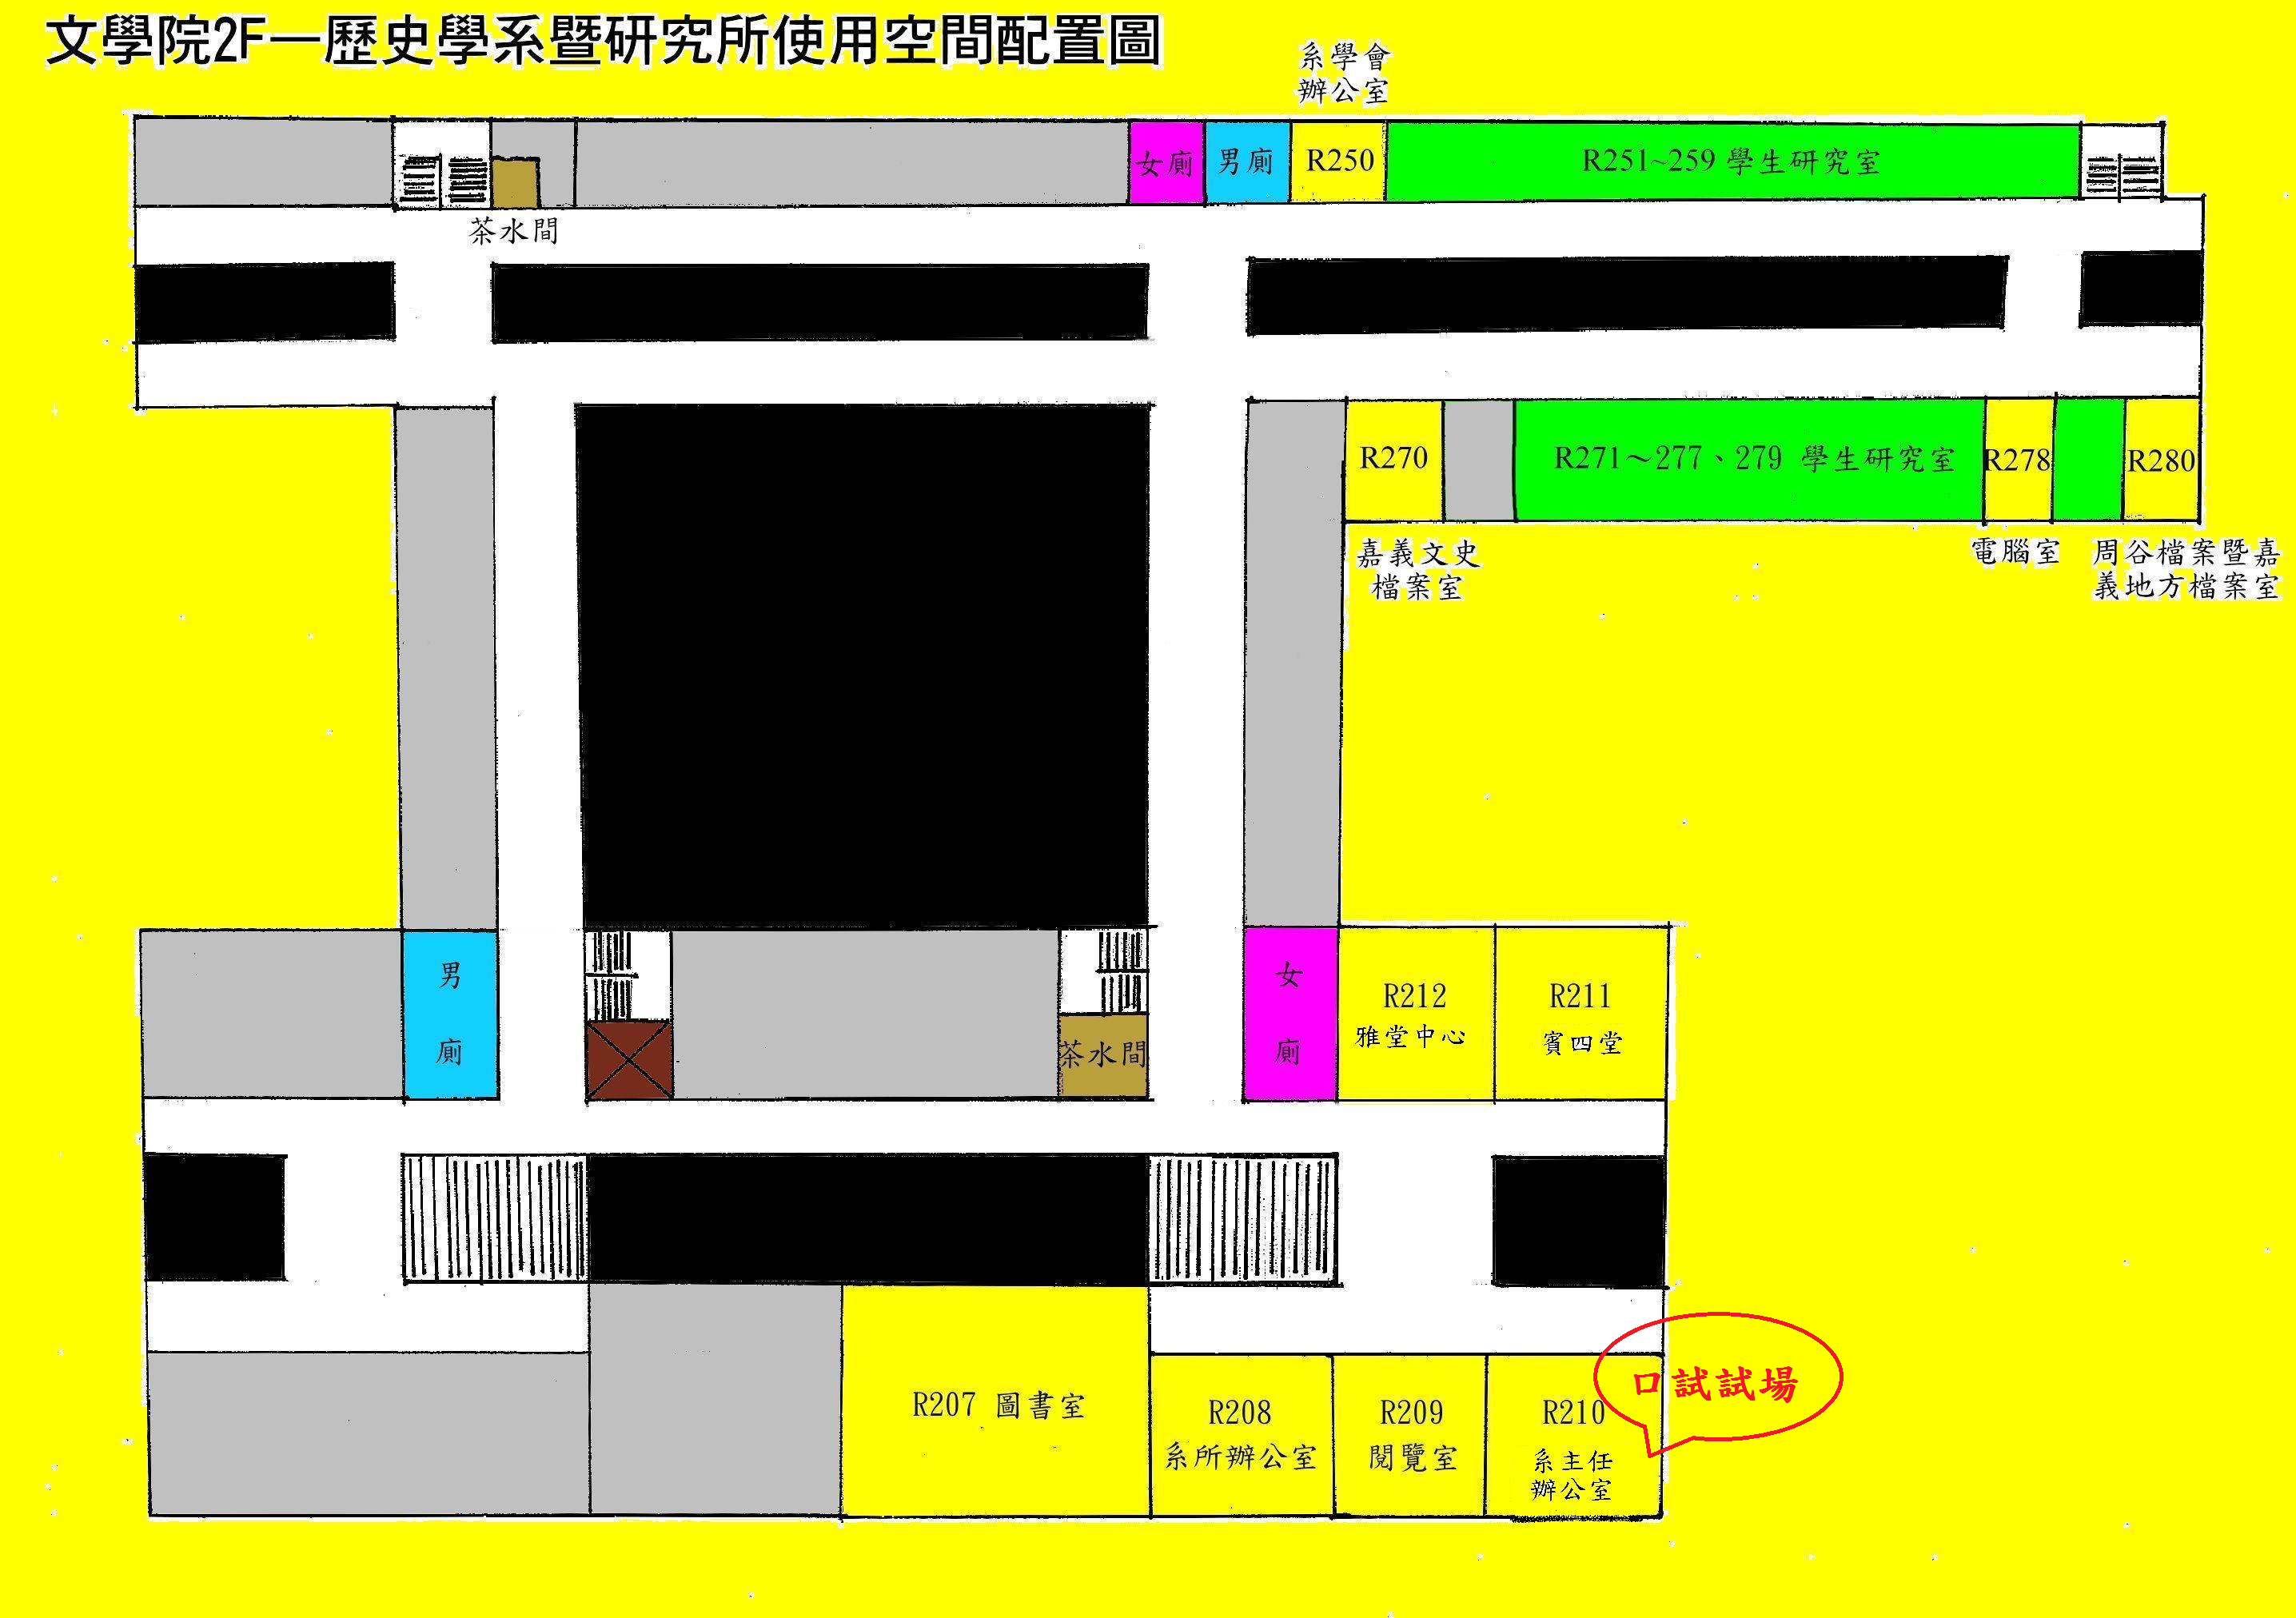 文學院2F—歷史學系暨研究所使用空間配置圖
系學會
辦公室
女廁
男廁
R250
R251~259 學生研究室
茶水間
R270
R271～277、279 學生研究室
R278
R280
嘉義文史
檔案室
電腦室
周谷檔案暨嘉
義地方檔案室
男
廁
茶水間
女
廁
R212
雅堂中心
R211
賓四堂
口試試場
R207 圖書室
R208
系所辦公室
R209
閱覽室
R210
系主任
辦公室